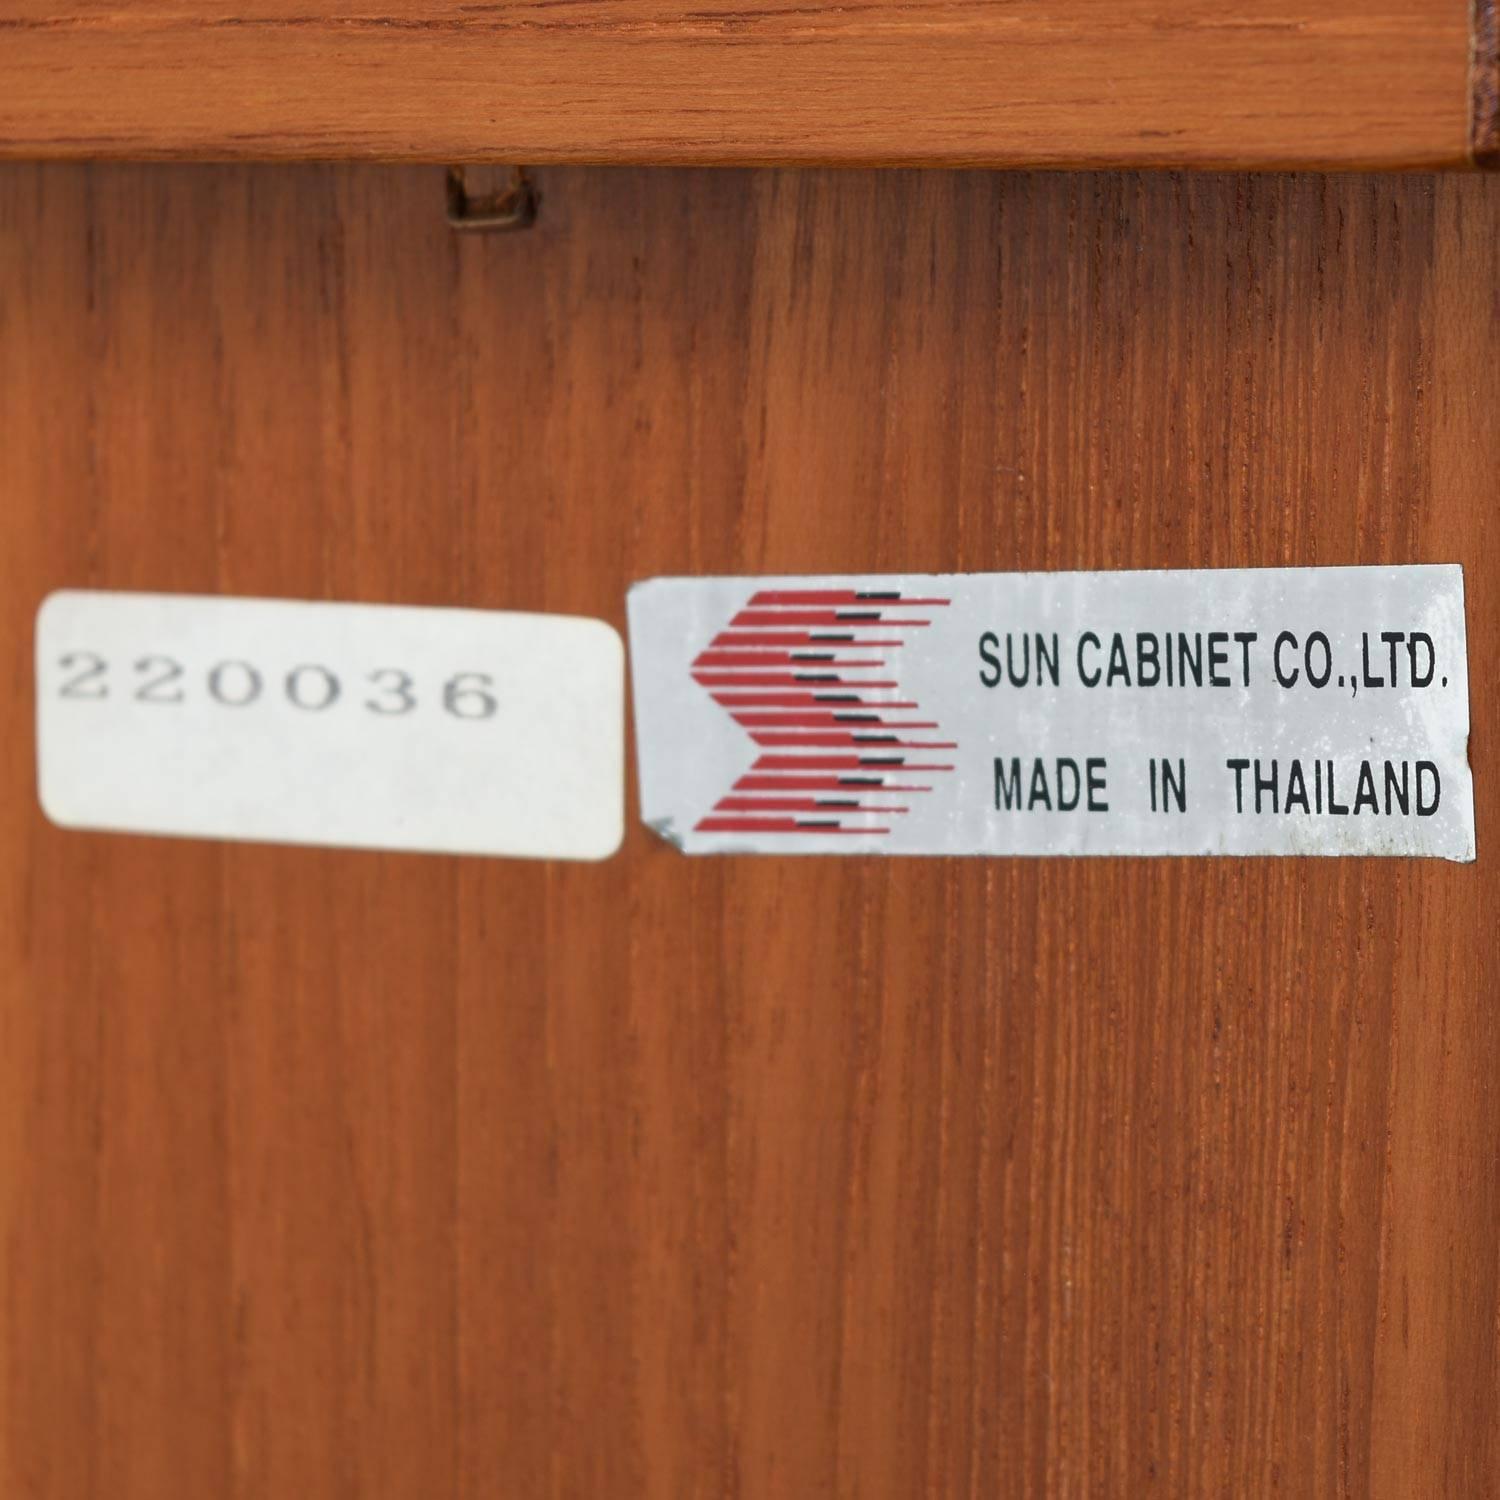 220036
SUN CABINET CO.,LTD.
MADE IN THAILAND